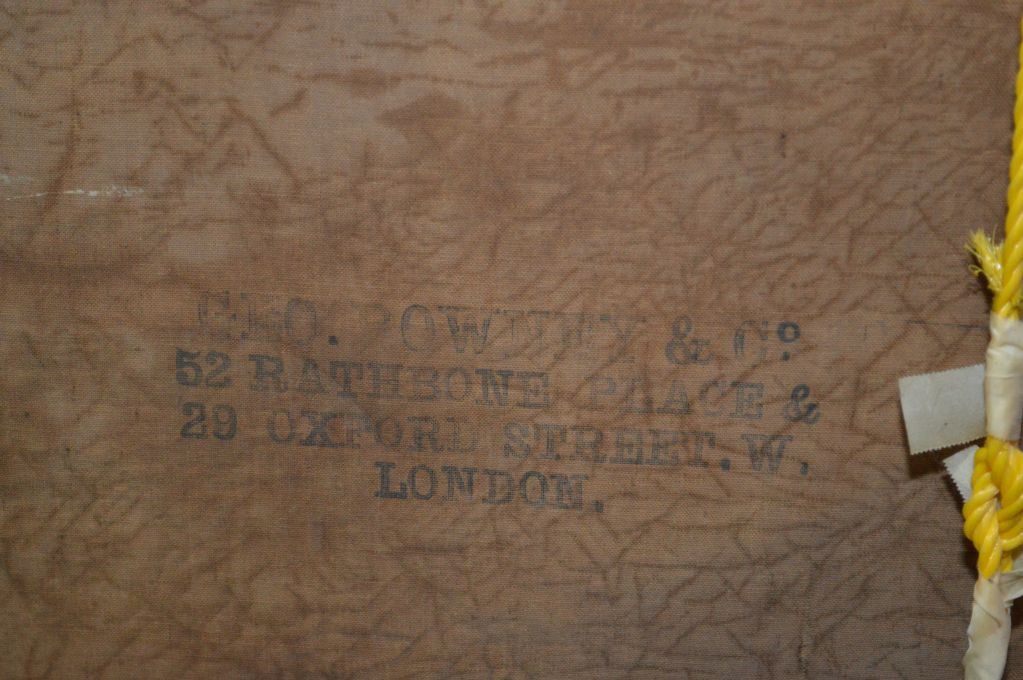 GEO. ROWNEY & Cº
52 RATHBONE PLACE &
29 OXFORD STREET. W.
LONDON.